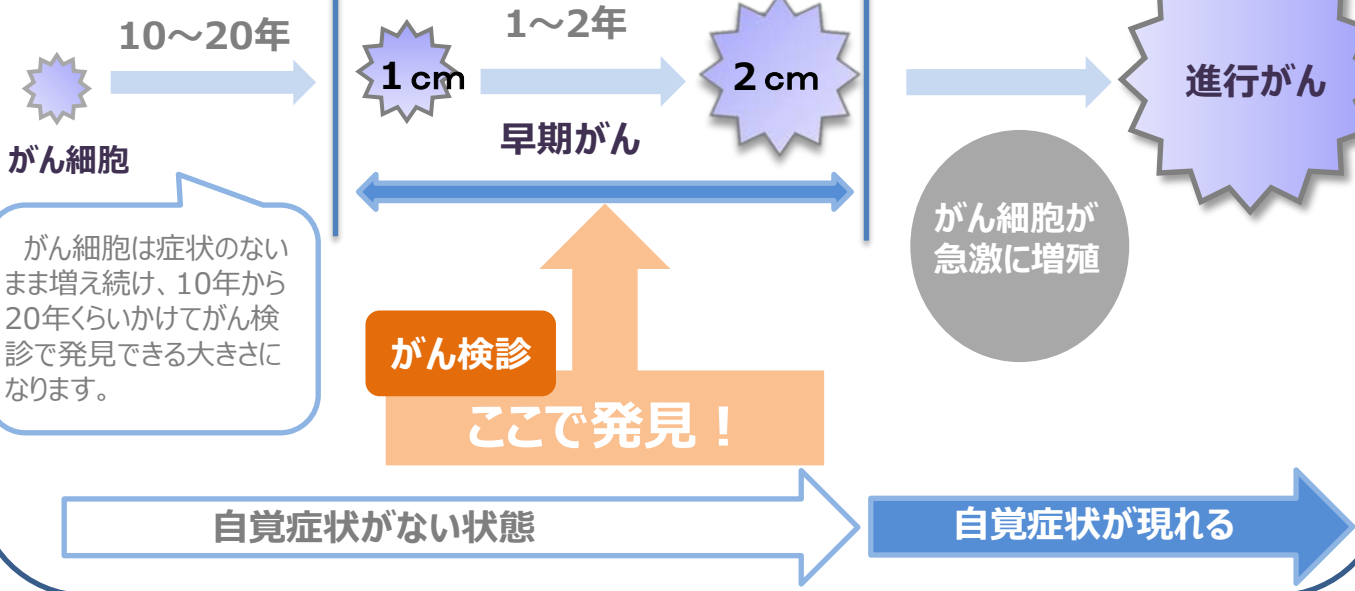 10～20年
1～2年
1 cm
2 cm
進行がん
早期がん
がん細胞
がん細胞は症状のない
まま増え続け、10年から
20年くらいかけてがん検
診で発見できる大きさに
なります。
がん細胞が
急激に増殖
がん検診
ここで発見！
自覚症状がない状態
自覚症状が現れる